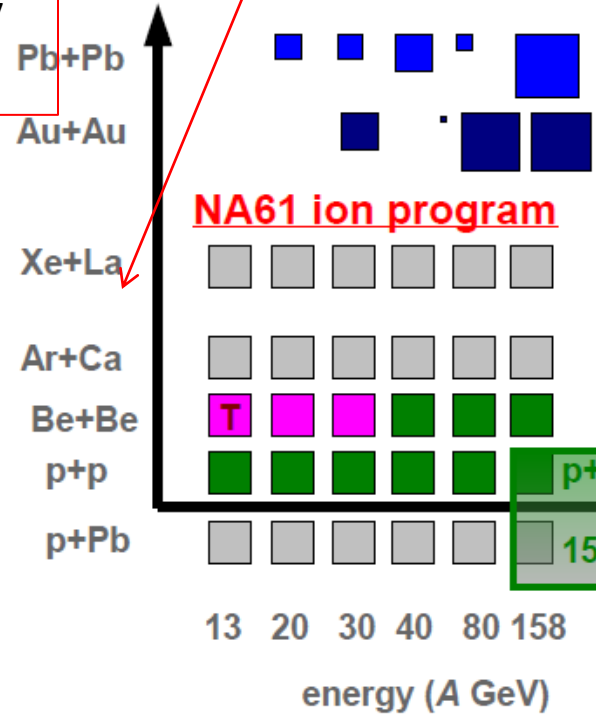 Pb+Pb
Au+Au
NA61 ion program
Xe+La
Ar+Ca
Be+Be T
p+p p+
p+Pb 15
13 20 30 40 80 158
energy (A GeV)